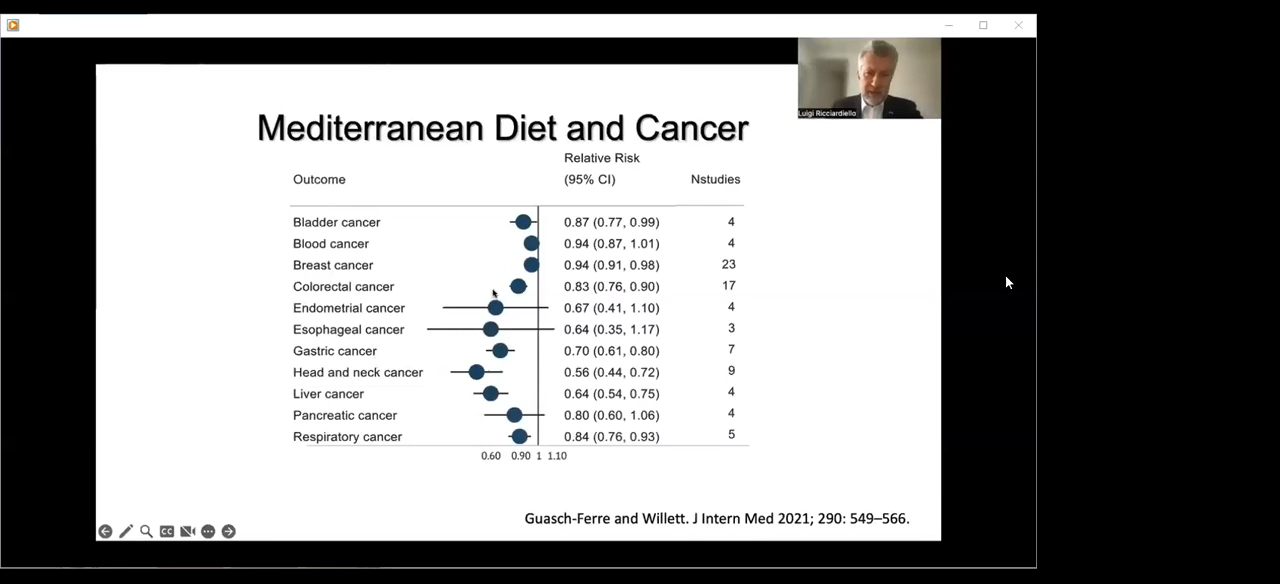 Luigi Ricciardiello
Mediterranean Diet and Cancer
Relative Risk
Outcome (95% CI) Nstudies
Bladder cancer 0.87 (0.77, 0.99) 4
Blood cancer 0.94 (0.87, 1.01) 4
Breast cancer 0.94 (0.91, 0.98) 23
Colorectal cancer 0.83 (0.76, 0.90) 17
Endometrial cancer 0.67 (0.41, 1.10) 4
Esophageal cancer 0.64 (0.35, 1.17) 3
Gastric cancer 0.70 (0.61, 0.80) 7
Head and neck cancer 0.56 (0.44, 0.72) 9
Liver cancer 0.64 (0.54, 0.75) 4
Pancreatic cancer 0.80 (0.60, 1.06) 4
Respiratory cancer 0.84 (0.76, 0.93) 5
0.60 0.90 1 1.10
Guasch-Ferre and Willett. J Intern Med 2021; 290: 549–566.
CC